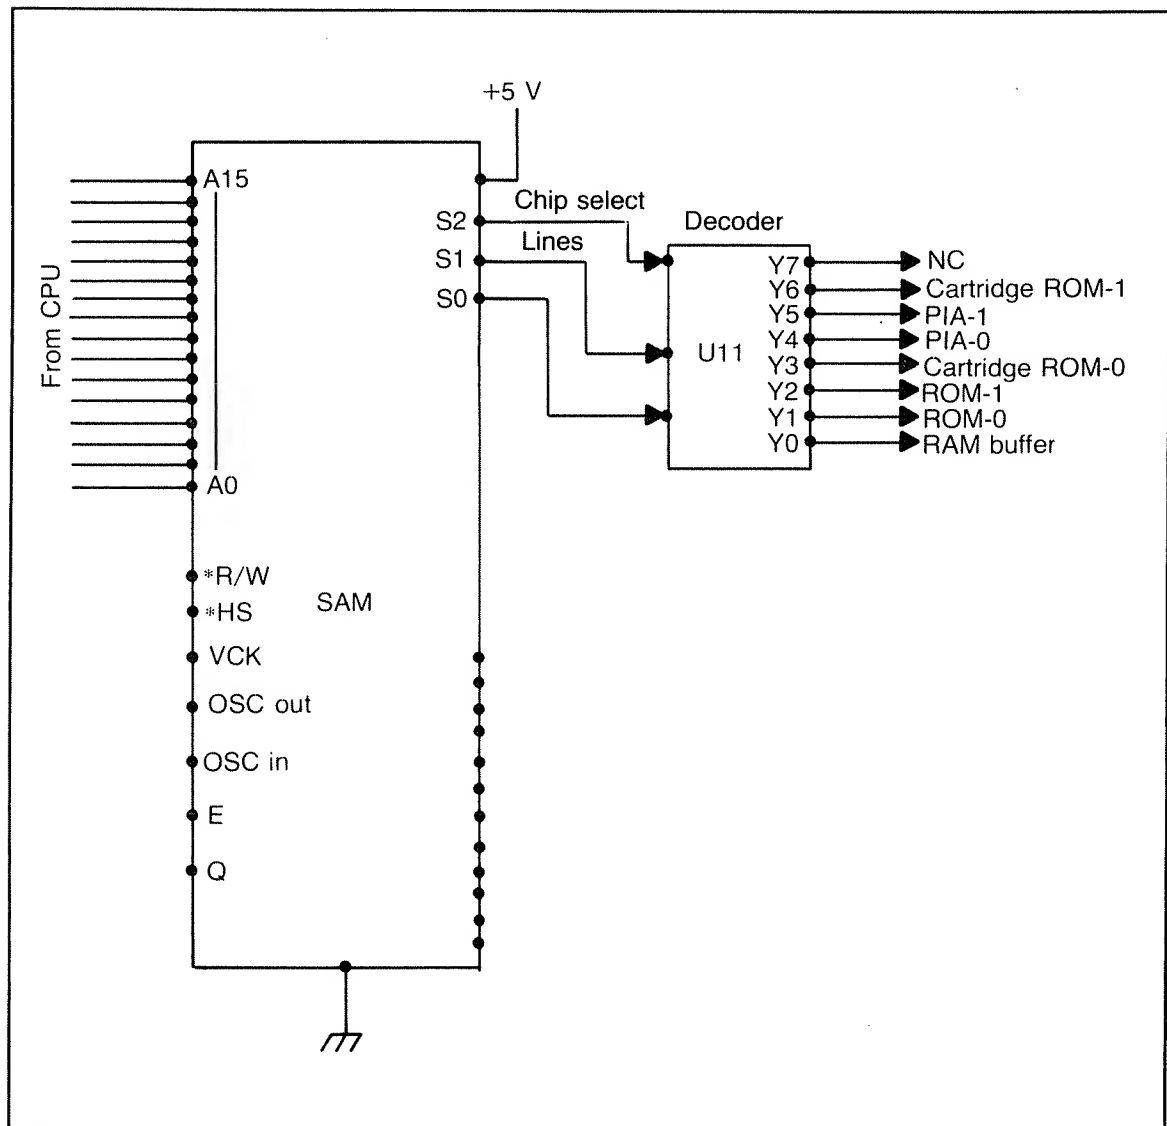 +5 V
A15
Chip select
S2
Lines
S1
S0
Decoder
Y7
NC
Y6
Cartridge ROM-1
Y5
PIA-1
Y4
PIA-0
U11
Y3
Cartridge ROM-0
Y2
ROM-1
Y1
ROM-0
Y0
RAM buffer
From CPU
A0
*R/W
*HS
SAM
VCK
OSC out
OSC in
E
Q